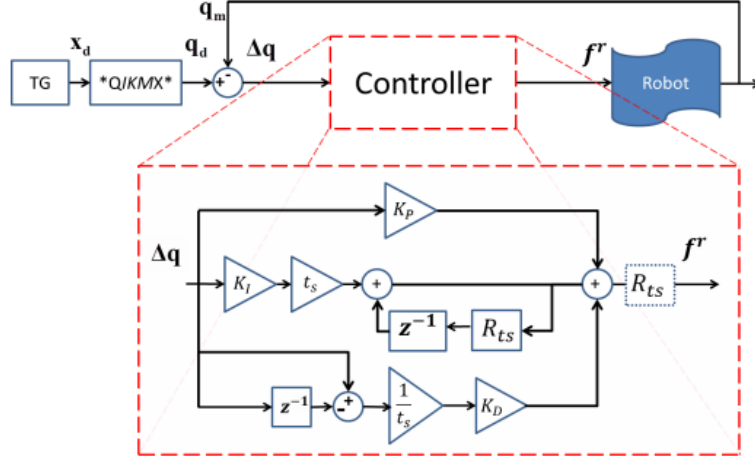 q_m
x_d
q_d
Δq
f^r
TG
*QIKMX*
+
-
Controller
Robot
K_P
Δq
f^r
K_I
t_s
+
+
R_ts
z^-1
R_ts
z^-1
-
+
1/t_s
K_D